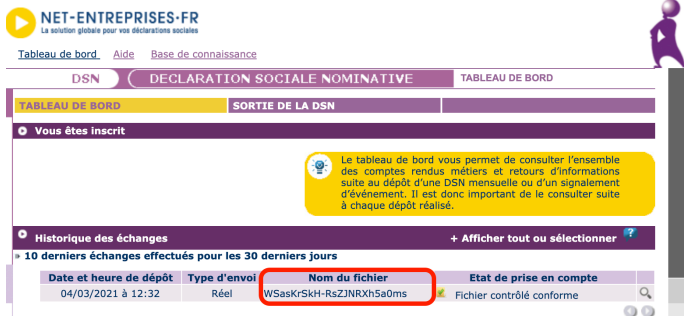 NET-ENTREPRISES·FR
La solution globale pour vos déclarations sociales
Tableau de bord Aide Base de connaissance
DSN DECLARATION SOCIALE NOMINATIVE TABLEAU DE BORD
TABLEAU DE BORD SORTIE DE LA DSN
Vous êtes inscrit
Le tableau de bord vous permet de consulter l'ensemble
des comptes rendus métiers et retours d'informations
suite au dépôt d'une DSN mensuelle ou d'un signalement
d'événement. Il est donc important de le consulter suite
à chaque dépôt réalisé.
Historique des échanges + Afficher tout ou sélectionner ?
» 10 derniers échanges effectués pour les 30 derniers jours
Date et heure de dépôt Type d'envoi Nom du fichier Etat de prise en compte
04/03/2021 à 12:32 Réel WSasKrSkH-RsZJNRXh5a0ms Fichier contrôlé conforme